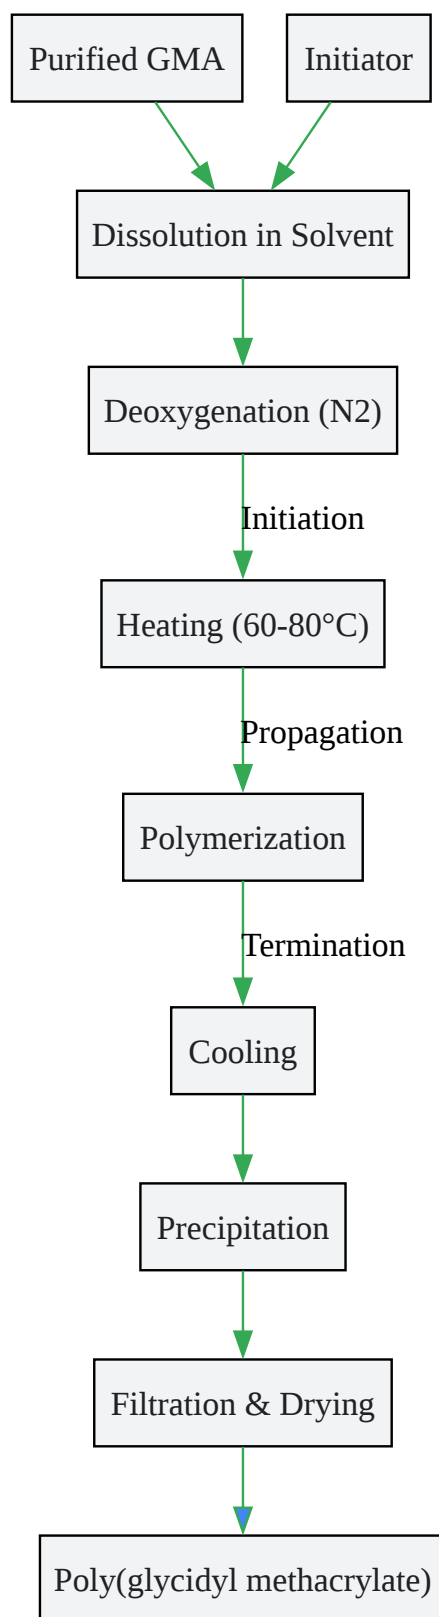 Purified GMA
Initiator
Dissolution in Solvent
Deoxygenation (N2)
Initiation
Heating (60-80°C)
Propagation
Polymerization
Termination
Cooling
Precipitation
Filtration & Drying
Poly(glycidyl methacrylate)